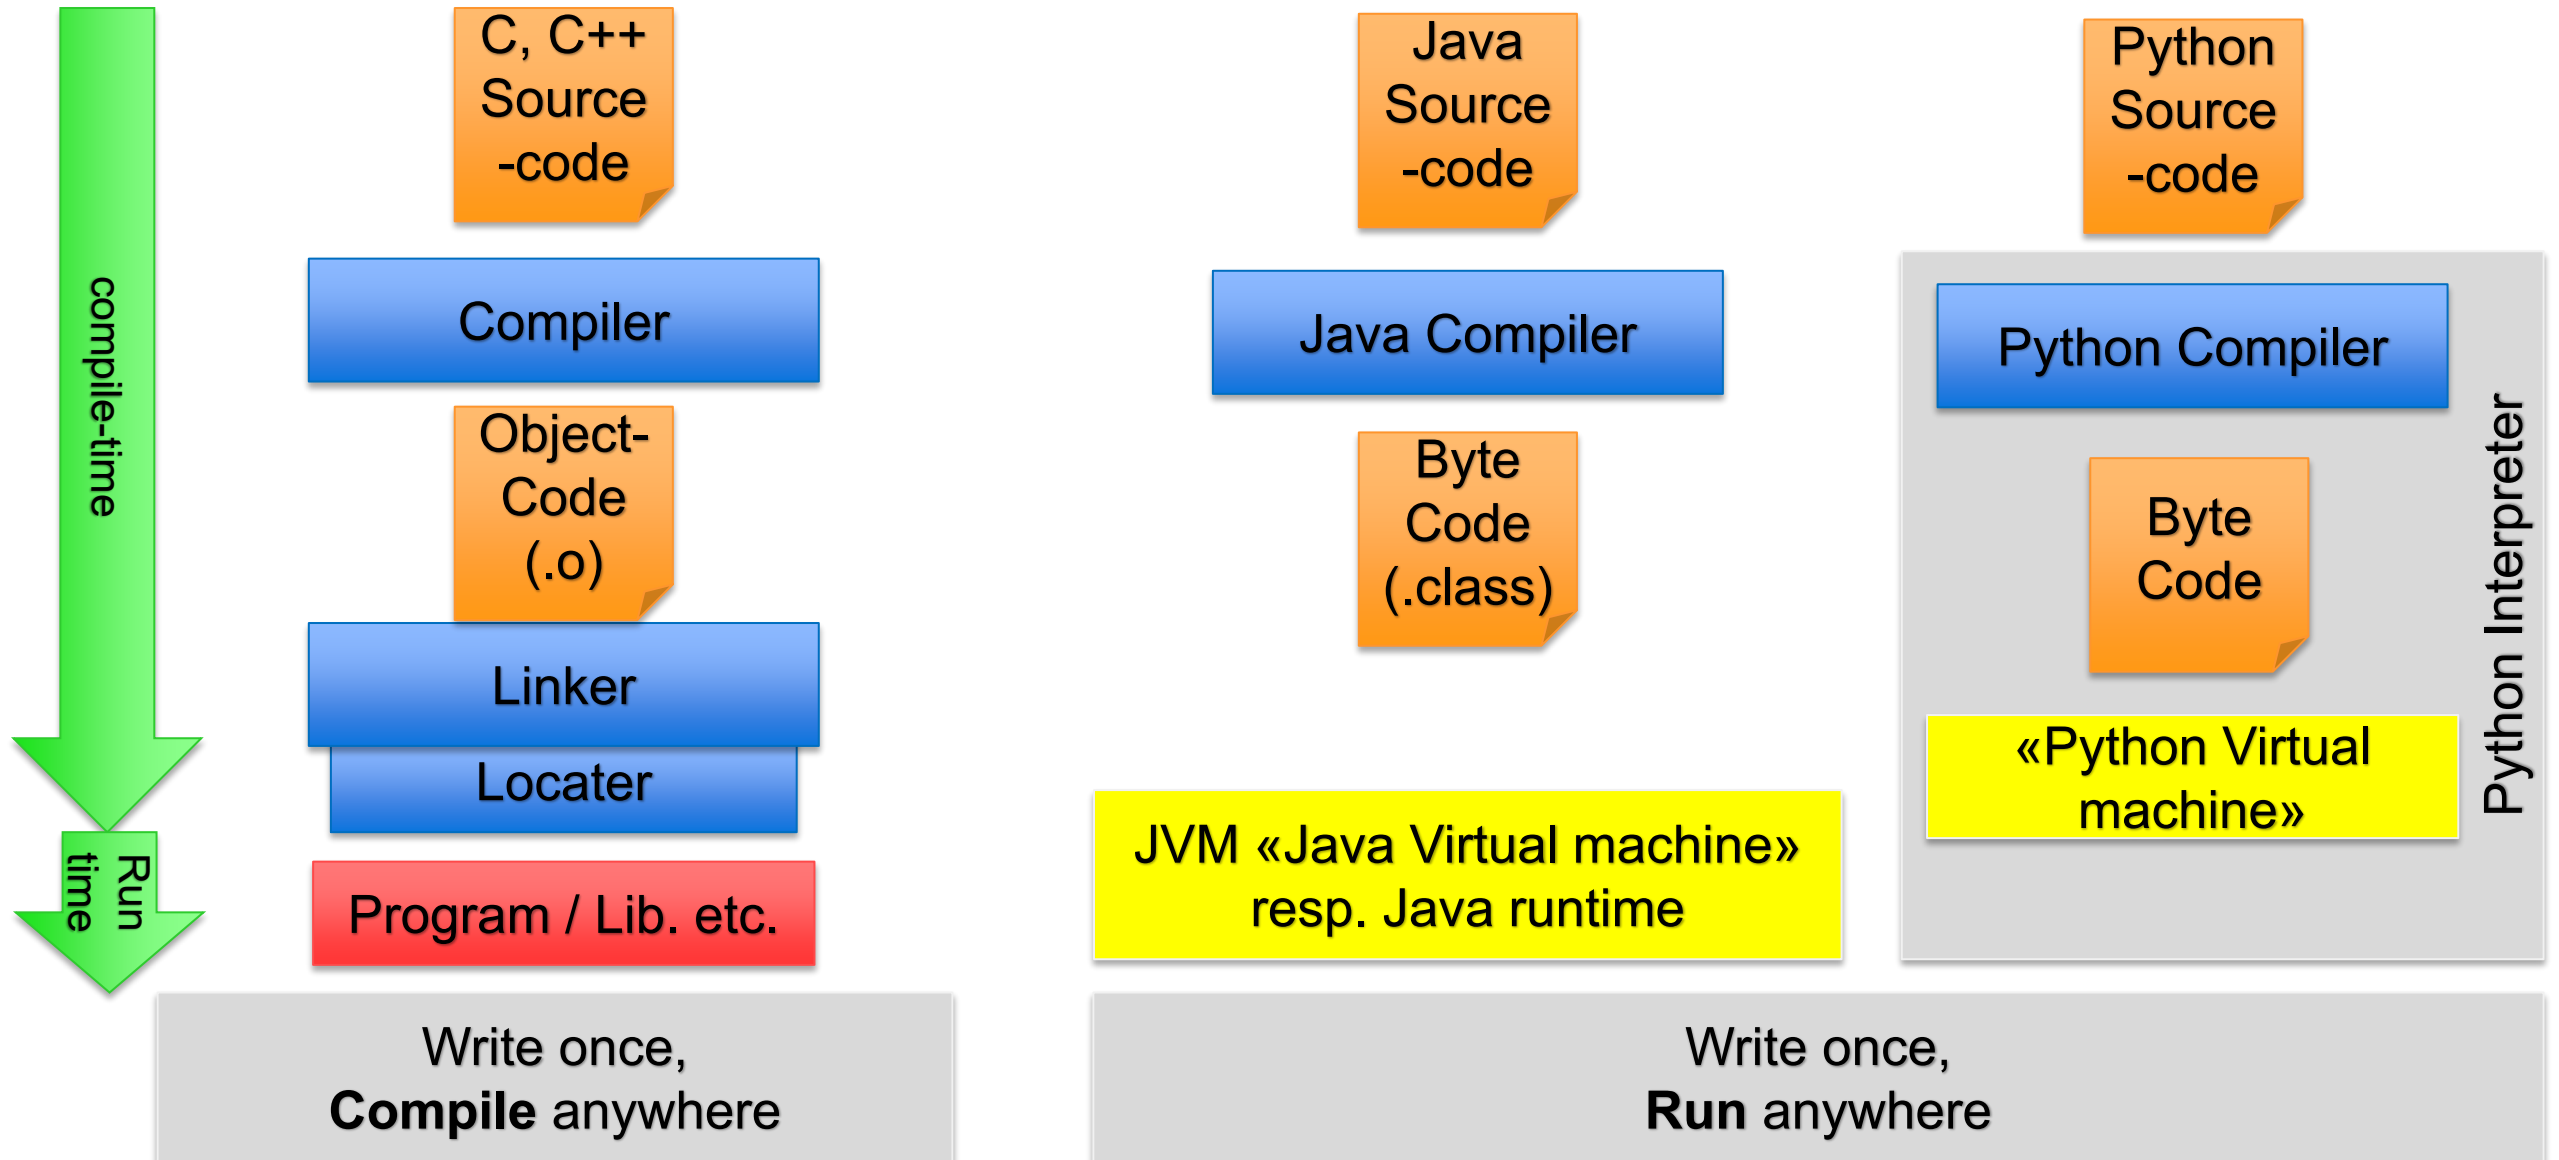 compile-time
Run
time
C, C++
Source
-code
Compiler
Object-
Code
(.o)
Linker
Locater
Program / Lib. etc.
Write once,
Compile anywhere
Java
Source
-code
Java Compiler
Byte
Code
(.class)
JVM «Java Virtual machine»
resp. Java runtime
Python
Source
-code
Python Compiler
Byte
Code
«Python Virtual
machine»
Python Interpreter
Write once,
Run anywhere